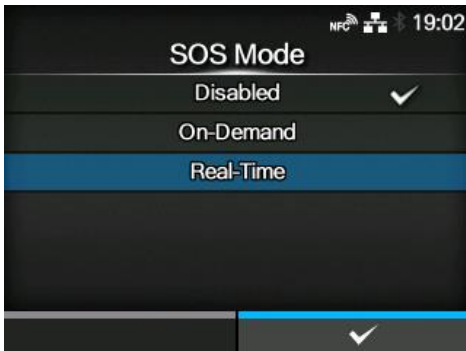 NFC 19:02
SOS Mode
Disabled
On-Demand
Real-Time